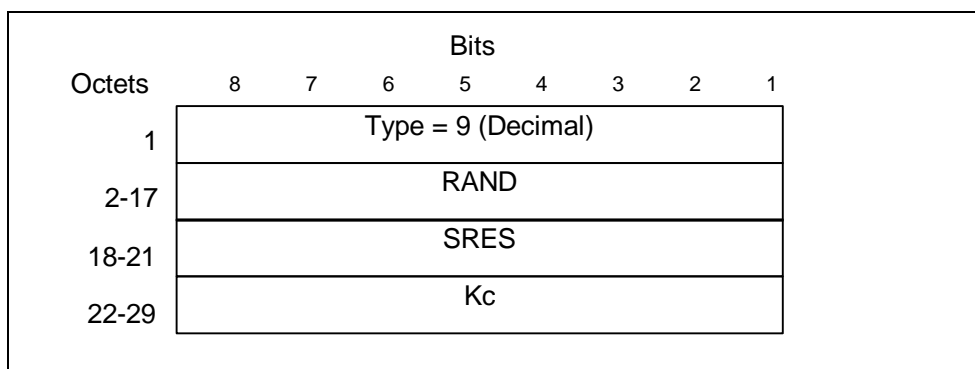 Bits
Octets 8 7 6 5 4 3 2 1
1 Type = 9 (Decimal)
2-17 RAND
18-21 SRES
22-29 Kc